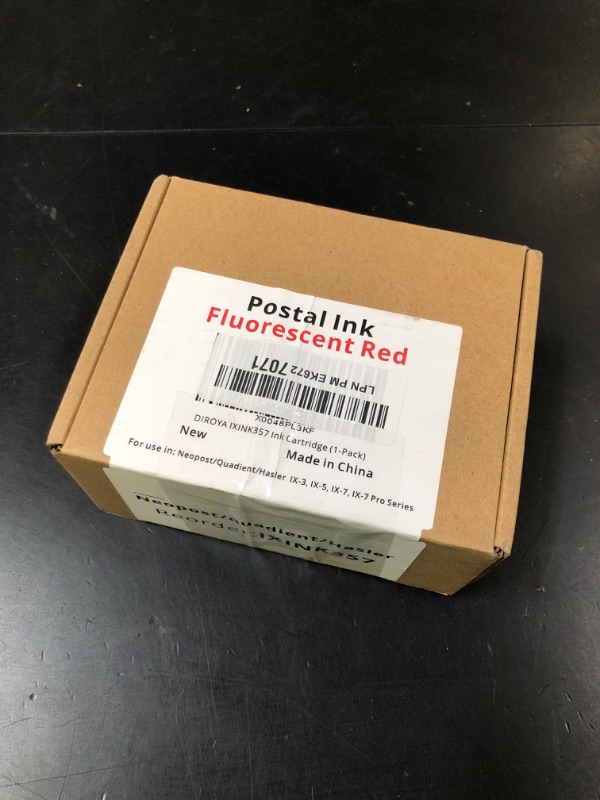 Postal Ink
Fluorescent Red
LPN PM EK672 7071
X0048PL3KF
DIROYA IXINK357 Ink Cartridge (1-Pack)
New
Made in China
For use in: Neopost/Quadient/Hasler IX-3, IX-5, IX-7, IX-7 Pro Series
Neopost/Quadient/Hasler
Reorder:IXINK357